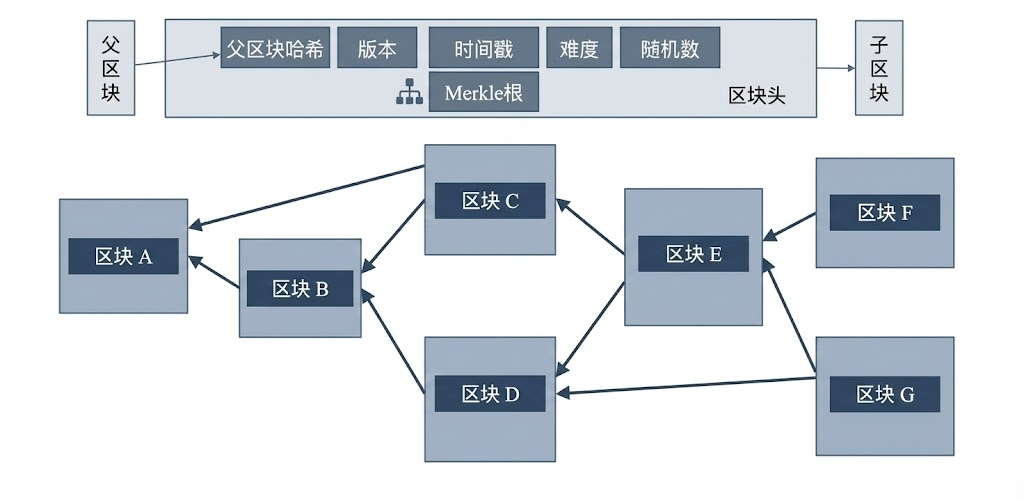 父区块
父区块哈希
版本
时间戳
难度
随机数
Merkle根
区块头
子区块
区块 A
区块 B
区块 C
区块 D
区块 E
区块 F
区块 G